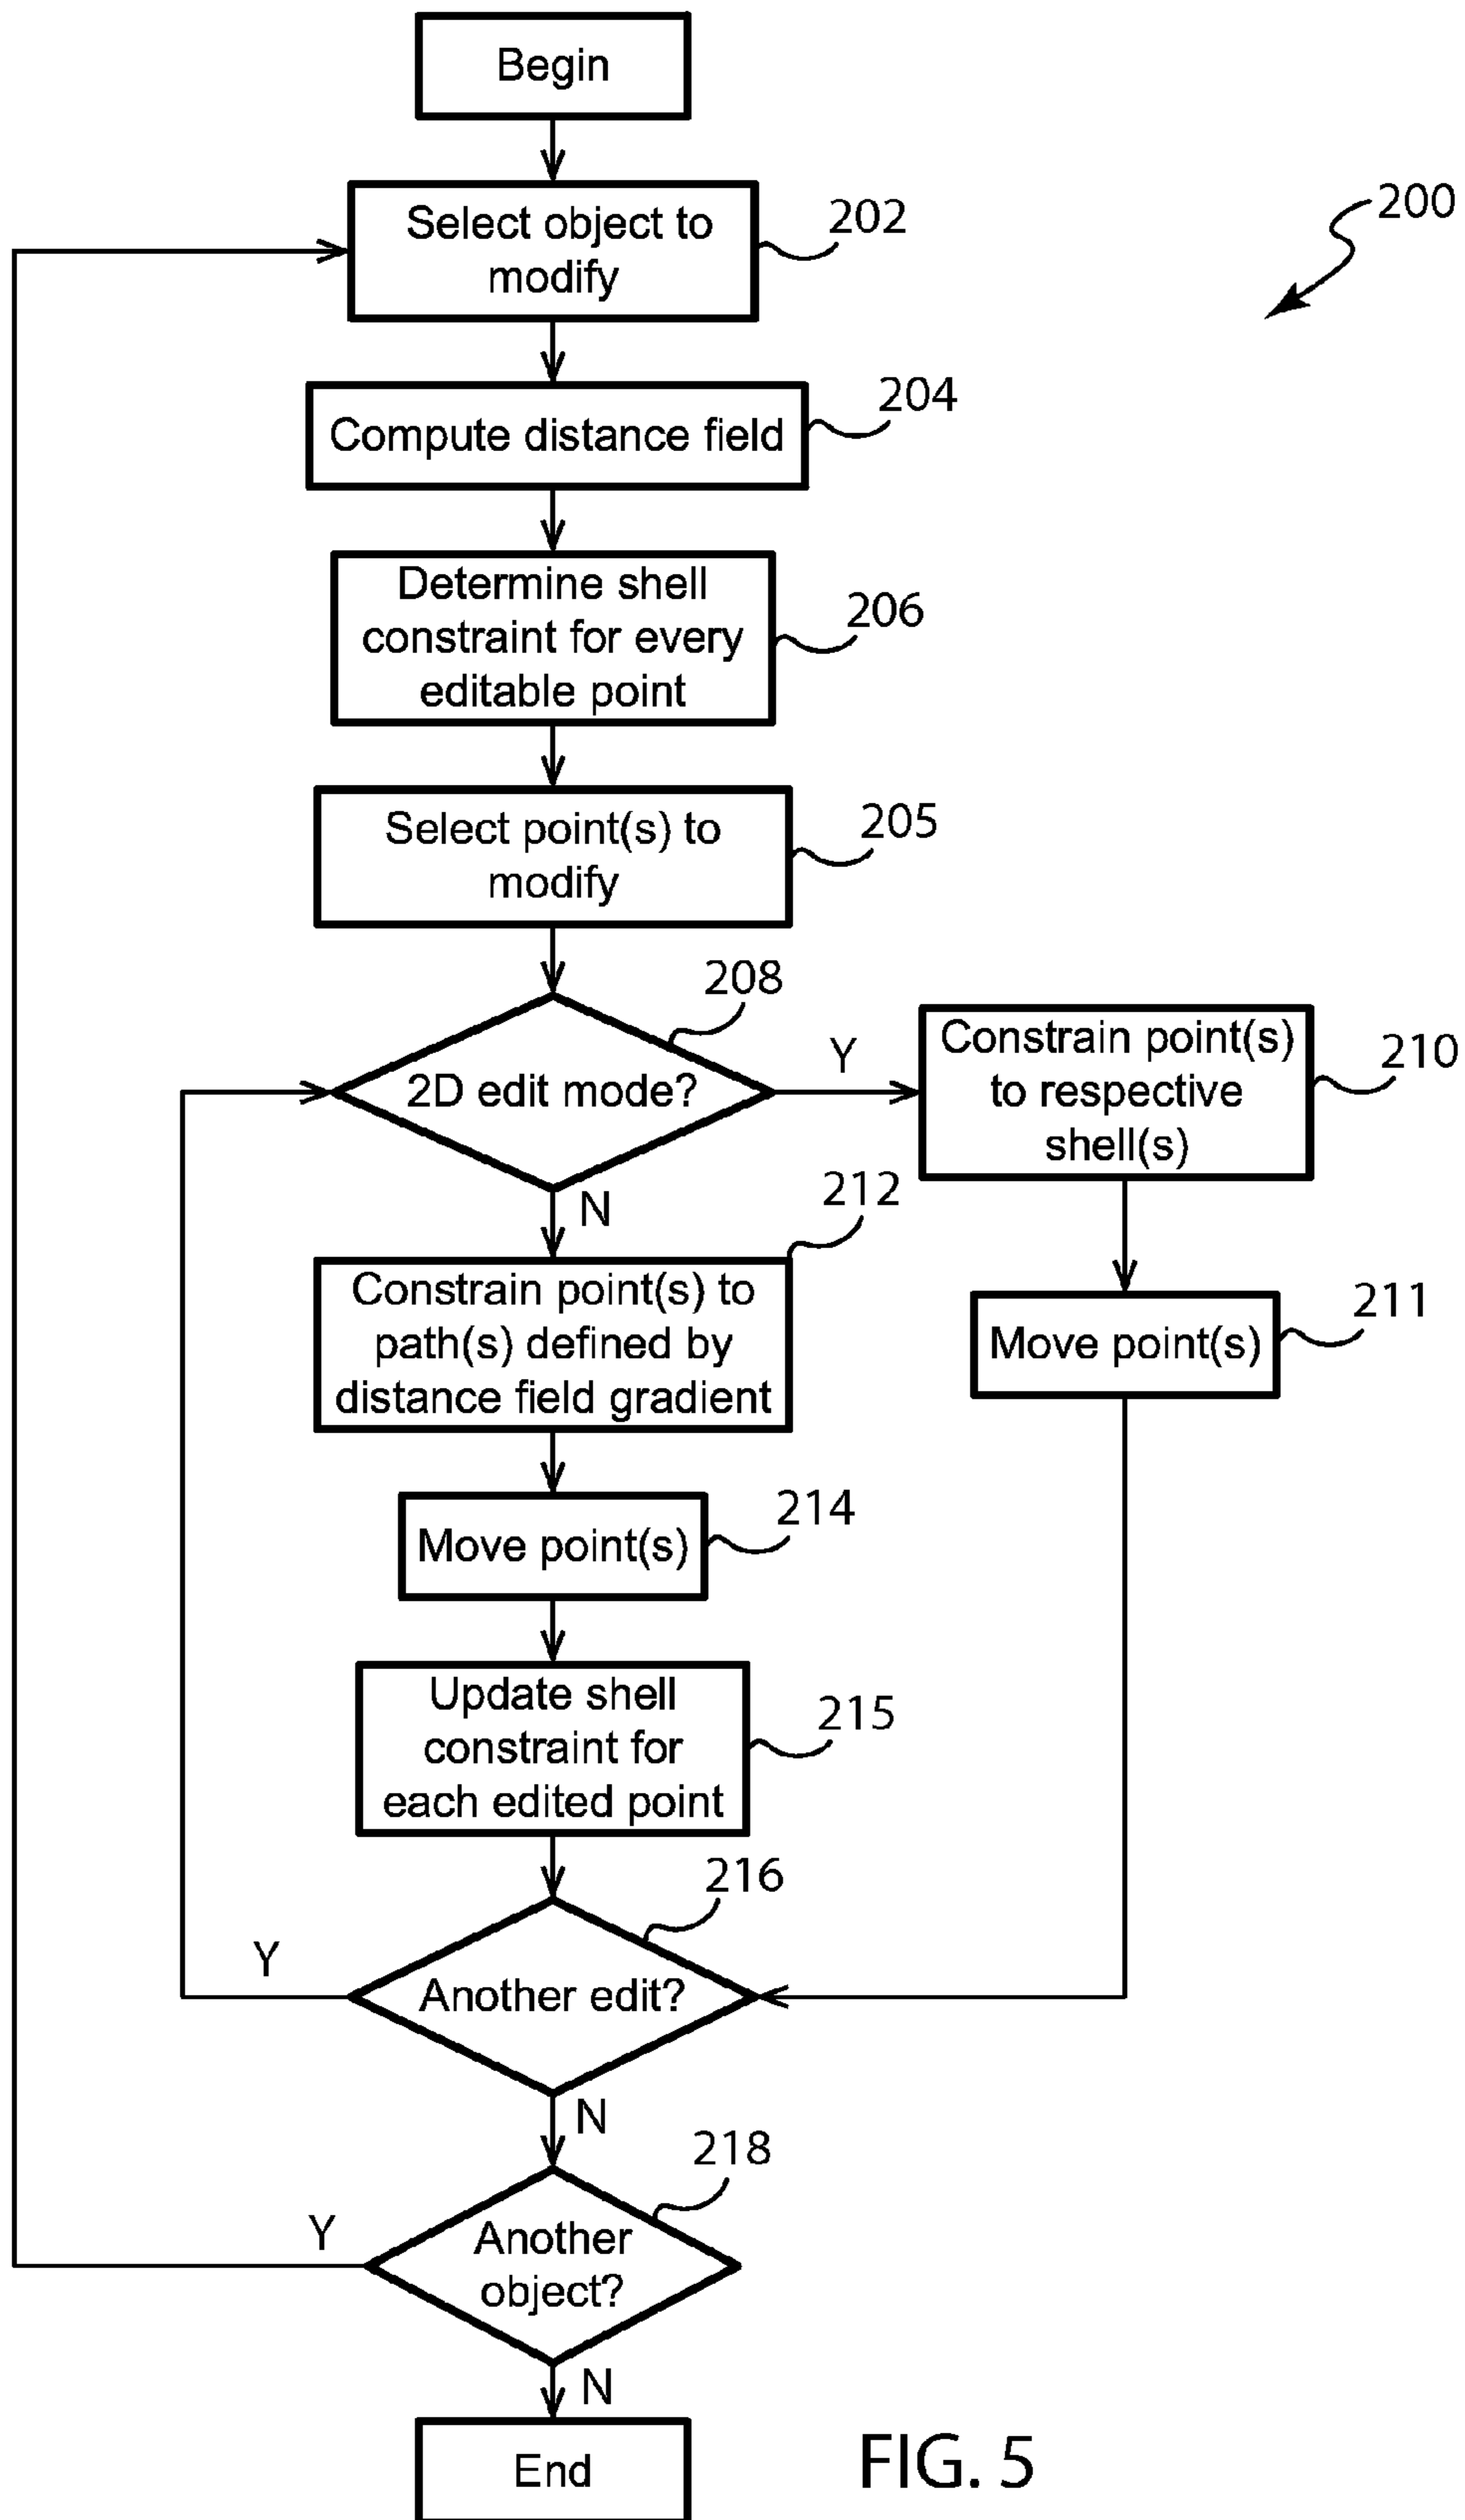 Begin
200
Select object to
modify
202
Compute distance field
204
Determine shell
constraint for every
editable point
206
Select point(s) to
modify
205
208
2D edit mode?
Y
N
Constrain point(s)
to respective
shell(s)
210
212
Constrain point(s) to
path(s) defined by
distance field gradient
Move point(s)
211
Move point(s)
214
Update shell
constraint for
each edited point
215
216
Another edit?
Y
N
218
Another
object?
Y
N
End
FIG. 5